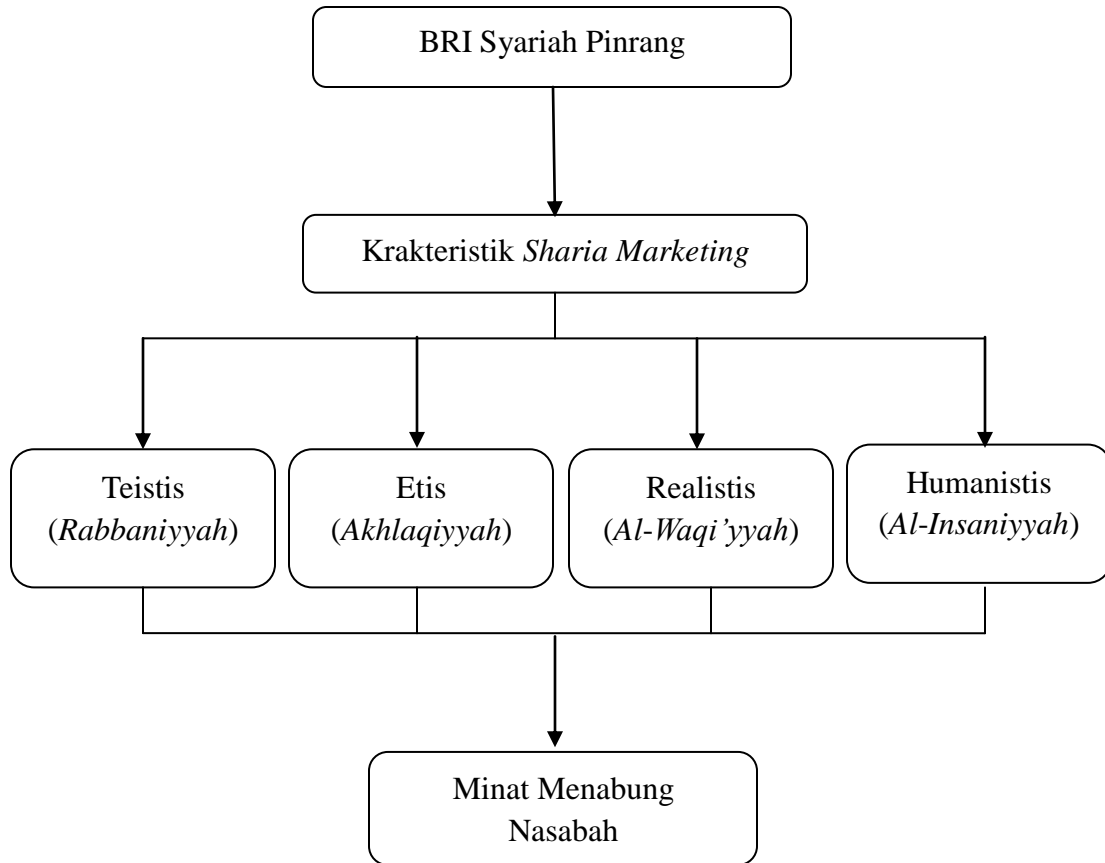 BRI Syariah Pinrang
Krakteristik Sharia Marketing
Teistis
(Rabbaniyyah)
Etis
(Akhlaqiyyah)
Realistis
(Al-Waqi’yyah)
Humanistis
(Al-Insaniyyah)
Minat Menabung
Nasabah